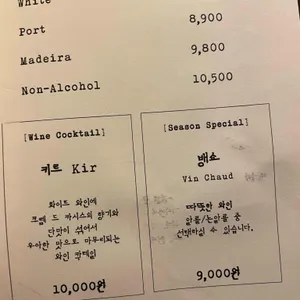 White
Port
8,900
Madeira
9,800
Non-Alcohol
10,500
[Wine Cocktail]
키르 Kir
화이트 와인에
크렘 드 카시스의 향기와
단맛이 섞여서
우아한 맛으로 마무리되는
와인 칵테일
10,000원
[Season Special]
뱅쇼
Vin Chaud
따뜻한 와인
알콜/논알콜 중
선택하실 수 있습니다.
9,000원